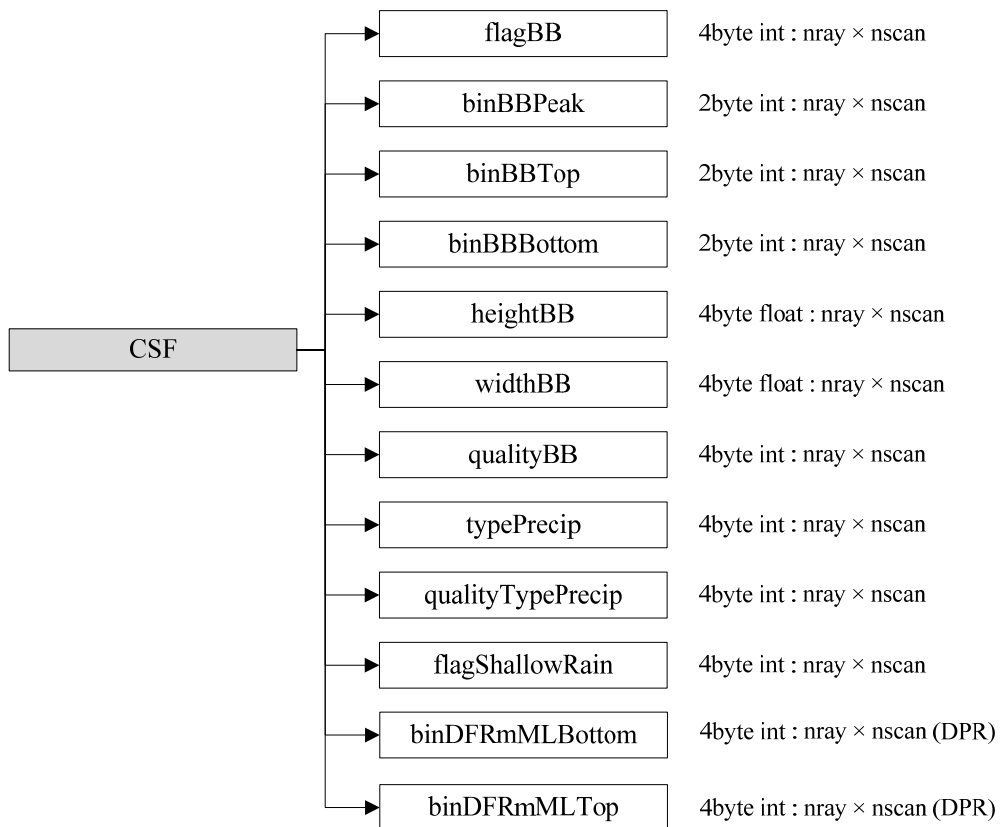 flagBB 4byte int : nray × nscan
binBBPeak 2byte int : nray × nscan
binBBTop 2byte int : nray × nscan
binBBBottom 2byte int : nray × nscan
heightBB 4byte float : nray × nscan
CSF
widthBB 4byte float : nray × nscan
qualityBB 4byte int : nray × nscan
typePrecip 4byte int : nray × nscan
qualityTypePrecip 4byte int : nray × nscan
flagShallowRain 4byte int : nray × nscan
binDFRmMLBottom 4byte int : nray × nscan (DPR)
binDFRmMLTop 4byte int : nray × nscan (DPR)